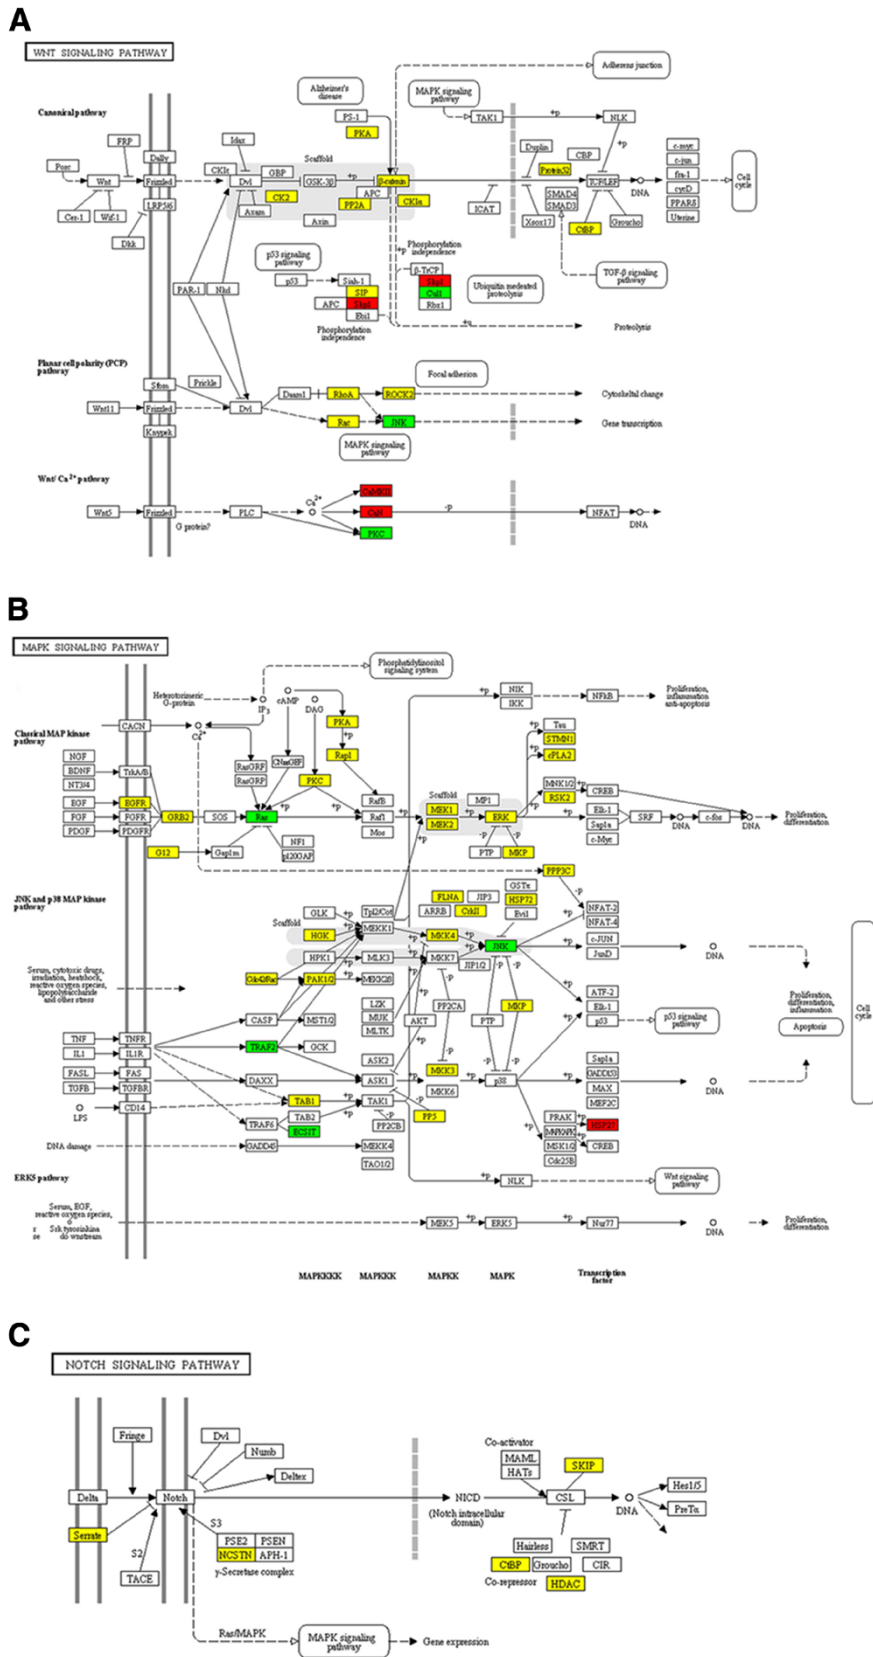 A
WNT SIGNALING PATHWAY
Adherens junction
Alzheimer's
disease
MAPK signaling
pathway
Canonical pathway
PS-1
PKA
TAK1
+p
NLK
FRP
Idax
Duplin
CBP
c-myc
c-jun
fra-1
cycD
PPARδ
Uterine
Cell
cycle
Porc
Wnt
Dally
Frizzled
LRP5/6
CKIε
Dvl
GBP
Scaffold
GSK-3β
+p
β-catenin
Protein52
+p
TCF/LEF
DNA
CK2
APC
PP2A
CKIα
Axam
Axin
ICAT
Xsox17
SMAD4
SMAD3
CtBP
Groucho
Cer-1
Wif-1
Dkk
p53 signaling
pathway
Phosphorylation
independence
+p
TGF-β signaling
pathway
PAR-1
Nkd
p53
Siah-1
SIP
APC
Skp1
Ebi1
Phosphorylation
independence
β-TrCP
Skp1
Cul1
Rbx1
Ubiquitin mediated
proteolysis
+p
Proteolysis
Planar cell polarity (PCP)
pathway
Stbm
Prickle
Daam1
RhoA
ROCK2
Focal adhesion
Cytoskeltal change
Wnt11
Frizzled
Dvl
Rac
JNK
Gene transcription
Knypek
MAPK singnaling
pathway
Wnt/ Ca2+ pathway
CaMKII
Ca2+
Wnt5
Frizzled
PLC
CaN
-p
NFAT
DNA
G protein?
PKC
B
MAPK SIGNALING PATHWAY
Phosphatidylinositol
signaling system
Heterotorimeric
G-protein
IP3
cAMP
DAG
+p
NIK
IKK
NFkB
Proliferation,
inflammation
anti-apoptosis
CACN
Ca2+
PKA
+p
Rap1
Tau
STMN1
cPLA2
+p
Classical MAP kinase
pathway
NGF
BDNF
NT3/4
TrkA/B
RasGRF
RasGRP
CNasGEF
PKC
RafB
Raf1
Mos
Scaffold
MEK1
MEK2
MP1
ERK
MNK1/2
RSK2
CREB
EGF
FGF
PDGF
EGFR
FGFR
PDGFR
GRB2
SOS
Ras
+p
+p
+p
+p
+p
Elk-1
Sap1a
c-Myc
SRF
DNA
c-fos
DNA
Proliferation,
differentiation
G12
Gap1m
NF1
p120GAP
-p
-p
PTP
MKP
PPP3C
-p
JNK and p38 MAP kinase
pathway
Scaffold
GLK
HGK
HPK1
+p
+p
Tpl2/Cot
MEKK1
MLK3
FLNA
JIP3
ARRB
CrkII
GSTπ
HSP72
Evi1
NFAT-2
NFAT-4
MKK4
MKK7
+p
+p
JIP1/2
JNK
+p
c-JUN
JunD
DNA
Serum, cytotoxic drugs,
irradiation, heatshock,
reactive oxygen species,
lipopolysaccharide
and other stress
Cdc42/Rac
PAK1/2
MEKK2/3
LZK
MUK
MLTK
AKT
PP2CA
-p
PTP
MKP
-p
-p
ATF-2
Elk-1
p53
p53 signaling
pathway
Proliferation,
differentiation,
inflammation
Apoptosis
Cell
cycle
CASP
MST1/2
TNF
IL1
TNFR
IL1R
TRAF2
GCK
ASK2
ASK1
FASL
TGFB
FAS
TGFBR
DAXX
+p
MKK3
MKK6
+p
p38
+p
Sap1a
GADD153
MAX
MEF2C
DNA
LPS
CD14
TAB1
TAB2
ECSIT
TRAF6
+p
+p
TAK1
PP2CB
-p
PP5
-p
PRAK
MAPKAPK
MSK1/2
Cdc25B
+p
HSP27
CREB
+p
DNA damage
GADD45
MEKK4
TAO1/2
ERK5 pathway
+p
NLK
Wnt signaling
pathway
Serum, EGF,
reactive oxygen species,
MEK5
+p
ERK5
+p
Nur77
DNA
Proliferation,
differentiation
MAPKKKK
MAPKKK
MAPKK
MAPK
Transcription
factor
C
NOTCH SIGNALING PATHWAY
Fringe
Dvl
Numb
Deltex
Co-activator
MAML
HATs
SKIP
Delta
Notch
NICD
(Notch intracellular
domain)
CSL
DNA
Hes1/5
PreTα
Serrate
S3
PSE2
PSEN
NCSTN
APH-1
γ-Secretase complex
S2
TACE
Hairless
SMRT
CtBP
Groucho
CIR
Co-repressor
HDAC
Ras/MAPK
MAPK signaling
pathway
Gene expression